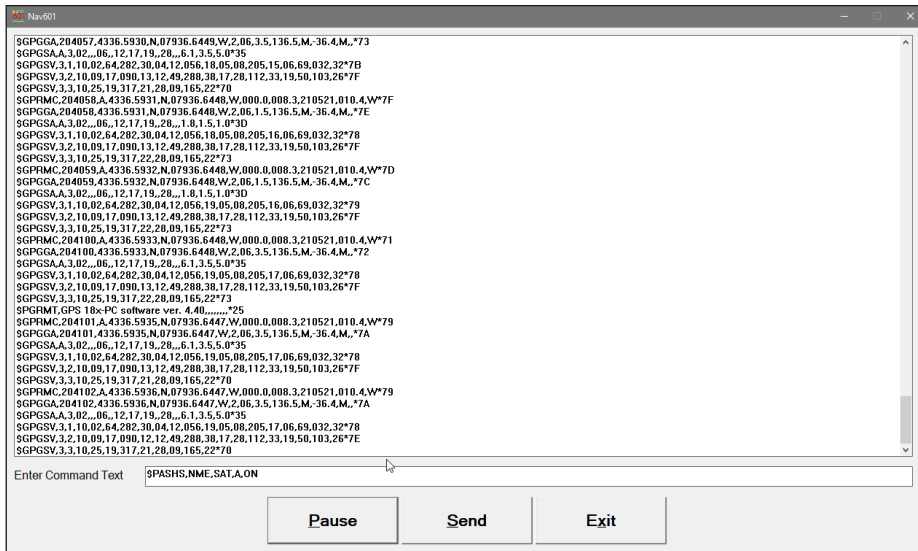 Nav601
$GPGGA,204057,4336.5930,N,07936.6449,W,2,06,3.5,136.5,M,-36.4,M,,*73
$GPGSA,A,3,02,,,06,,12,17,19,,28,,,6.1,3.5,5.0*35
$GPGSV,3,1,10,02,64,282,30,04,12,056,18,05,08,205,15,06,69,032,32*7B
$GPGSV,3,2,10,09,17,090,13,12,49,288,38,17,28,112,33,19,50,103,26*7F
$GPGSV,3,3,10,25,19,317,21,28,09,165,22*70
$GPRMC,204058,A,4336.5931,N,07936.6448,W,000.0,008.3,210521,010.4,W*7F
$GPGGA,204058,4336.5931,N,07936.6448,W,2,06,1.5,136.5,M,-36.4,M,,*7E
$GPGSA,A,3,02,,,06,,12,17,19,,28,,,1.8,1.5,1.0*3D
$GPGSV,3,1,10,02,64,282,30,04,12,056,18,05,08,205,16,06,69,032,32*78
$GPGSV,3,2,10,09,17,090,13,12,49,288,38,17,28,112,33,19,50,103,26*7F
$GPGSV,3,3,10,25,19,317,22,28,09,165,22*73
$GPRMC,204059,A,4336.5932,N,07936.6448,W,000.0,008.3,210521,010.4,W*7D
$GPGGA,204059,4336.5932,N,07936.6448,W,2,06,1.5,136.5,M,-36.4,M,,*7C
$GPGSA,A,3,02,,,06,,12,17,19,,28,,,1.8,1.5,1.0*3D
$GPGSV,3,1,10,02,64,282,30,04,12,056,19,05,08,205,16,06,69,032,32*79
$GPGSV,3,2,10,09,17,090,13,12,49,288,38,17,28,112,33,19,50,103,26*7F
$GPGSV,3,3,10,25,19,317,22,28,09,165,22*73
$GPRMC,204100,A,4336.5933,N,07936.6448,W,000.0,008.3,210521,010.4,W*71
$GPGGA,204100,4336.5933,N,07936.6448,W,2,06,3.5,136.5,M,-36.4,M,,*72
$GPGSA,A,3,02,,,06,,12,17,19,,28,,,6.1,3.5,5.0*35
$GPGSV,3,1,10,02,64,282,30,04,12,056,19,05,08,205,17,06,69,032,32*78
$GPGSV,3,2,10,09,17,090,13,12,49,288,38,17,28,112,33,19,50,103,26*7F
$GPGSV,3,3,10,25,19,317,22,28,09,165,22*73
$PGRMT,GPS 18x-PC software ver. 4.40,,,,,,,,*25
$GPRMC,204101,A,4336.5935,N,07936.6447,W,000.0,008.3,210521,010.4,W*79
$GPGGA,204101,4336.5935,N,07936.6447,W,2,06,3.5,136.5,M,-36.4,M,,*7A
$GPGSA,A,3,02,,,06,,12,17,19,,28,,,6.1,3.5,5.0*35
$GPGSV,3,1,10,02,64,282,30,04,12,056,19,05,08,205,17,06,69,032,32*78
$GPGSV,3,2,10,09,17,090,13,12,49,288,38,17,28,112,33,19,50,103,26*7F
$GPGSV,3,3,10,25,19,317,21,28,09,165,22*70
$GPRMC,204102,A,4336.5936,N,07936.6447,W,000.0,008.3,210521,010.4,W*79
$GPGGA,204102,4336.5936,N,07936.6447,W,2,06,3.5,136.5,M,-36.4,M,,*7A
$GPGSA,A,3,02,,,06,,12,17,19,,28,,,6.1,3.5,5.0*35
$GPGSV,3,1,10,02,64,282,30,04,12,056,19,05,08,205,17,06,69,032,32*78
$GPGSV,3,2,10,09,17,090,12,12,49,288,38,17,28,112,33,19,50,103,26*7E
$GPGSV,3,3,10,25,19,317,21,28,09,165,22*70
Enter Command Text $PASHS,NME,SAT,A,ON
Pause Send Exit